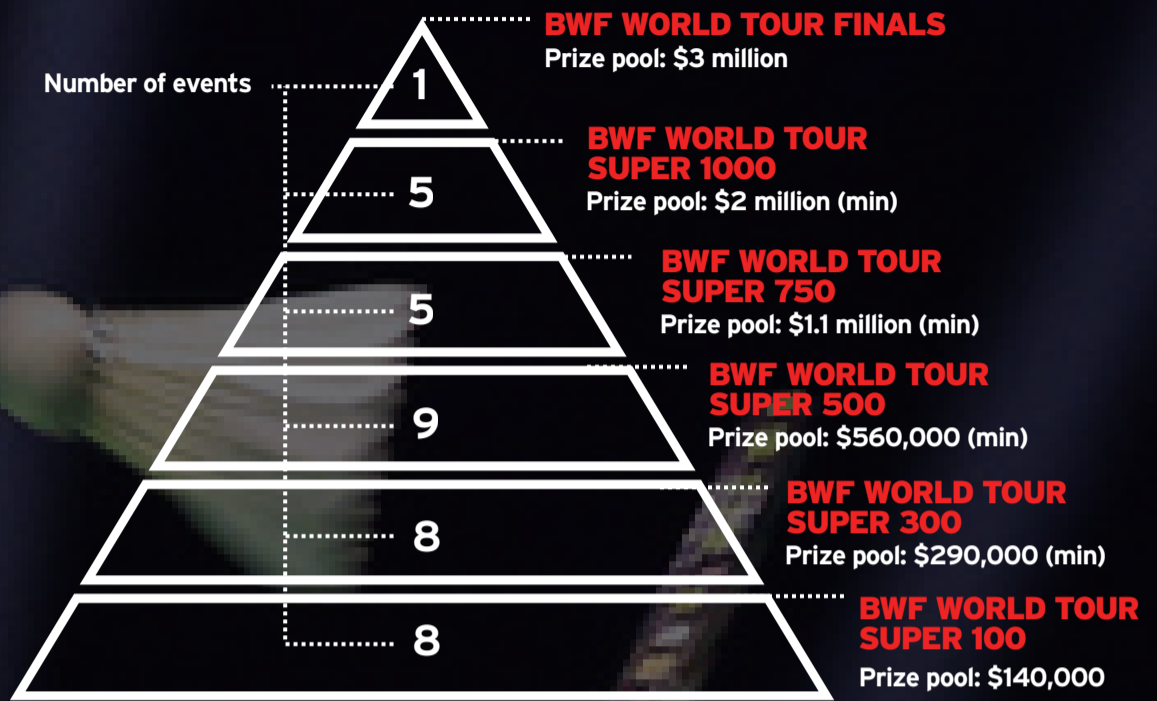 BWF WORLD TOUR FINALS
Prize pool: $3 million
Number of events
1
BWF WORLD TOUR
SUPER 1000
Prize pool: $2 million (min)
5
BWF WORLD TOUR
SUPER 750
Prize pool: $1.1 million (min)
5
BWF WORLD TOUR
SUPER 500
Prize pool: $560,000 (min)
9
BWF WORLD TOUR
SUPER 300
Prize pool: $290,000 (min)
8
BWF WORLD TOUR
SUPER 100
Prize pool: $140,000
8